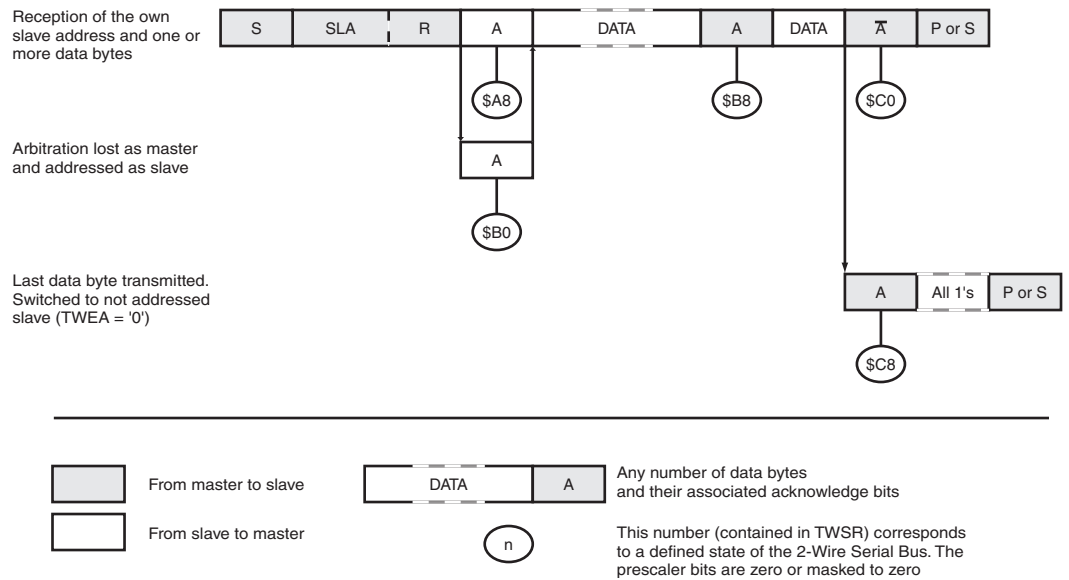 Reception of the own
slave address and one or
more data bytes
S SLA R A DATA A DATA A̅ P or S
$A8 $B8 $C0
Arbitration lost as master
and addressed as slave
A
$B0
Last data byte transmitted.
Switched to not addressed
slave (TWEA = '0')
A All 1's P or S
$C8
From master to slave
DATA A
Any number of data bytes
and their associated acknowledge bits
From slave to master
n
This number (contained in TWSR) corresponds
to a defined state of the 2-Wire Serial Bus. The
prescaler bits are zero or masked to zero